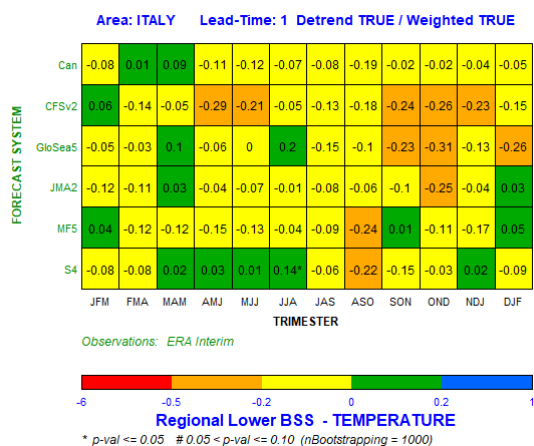 Area: ITALY Lead-Time: 1 Detrend TRUE / Weighted TRUE
FORECAST SYSTEM
Can -0.08 0.01 0.09 -0.11 -0.12 -0.07 -0.08 -0.19 -0.02 -0.02 -0.04 -0.05
CFSv2 0.06 -0.14 -0.05 -0.29 -0.21 -0.05 -0.13 -0.18 -0.24 -0.26 -0.23 -0.15
GloSea5 -0.05 -0.03 0.1 -0.06 0 0.2 -0.15 -0.1 -0.23 -0.31 -0.13 -0.26
JMA2 -0.12 -0.11 0.03 -0.04 -0.07 -0.01 -0.08 -0.06 -0.1 -0.25 -0.04 0.03
MF5 0.04 -0.12 -0.12 -0.15 -0.13 -0.04 -0.09 -0.24 0.01 -0.11 -0.17 0.05
S4 -0.08 -0.08 0.02 0.03 0.01 0.14* -0.06 -0.22 -0.15 -0.03 0.02 -0.09
JFM FMA MAM AMJ MJJ JJA JAS ASO SON OND NDJ DJF
TRIMESTER
Observations: ERA Interim
-6 -0.5 -0.2 0 0.2 1
Regional Lower BSS - TEMPERATURE
* p-val <= 0.05 # 0.05 < p-val <= 0.10 (nBootstrapping = 1000)